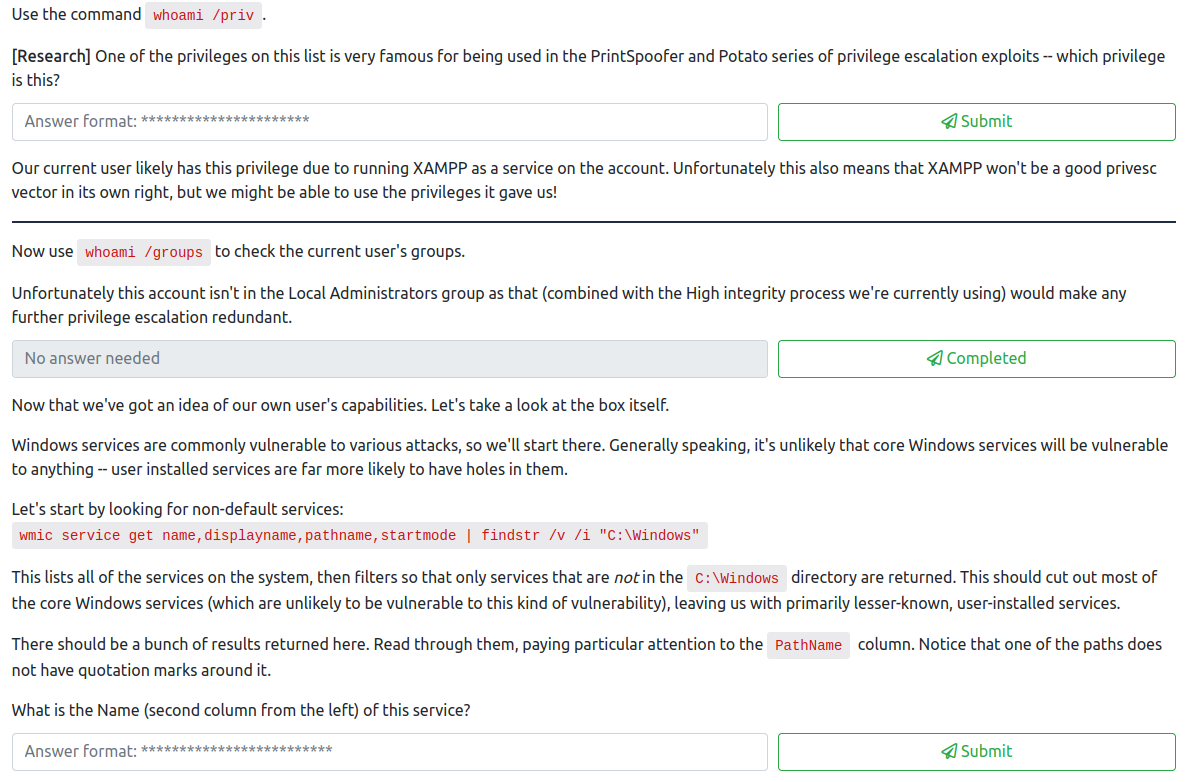 Use the command whoami /priv.
[Research] One of the privileges on this list is very famous for being used in the PrintSpoofer and Potato series of privilege escalation exploits -- which privilege
is this?
Answer format: **********************
Submit
Our current user likely has this privilege due to running XAMPP as a service on the account. Unfortunately this also means that XAMPP won't be a good privesc
vector in its own right, but we might be able to use the privileges it gave us!
Now use whoami /groups to check the current user's groups.
Unfortunately this account isn't in the Local Administrators group as that (combined with the High integrity process we're currently using) would make any
further privilege escalation redundant.
No answer needed
Completed
Now that we've got an idea of our own user's capabilities. Let's take a look at the box itself.
Windows services are commonly vulnerable to various attacks, so we'll start there. Generally speaking, it's unlikely that core Windows services will be vulnerable
to anything -- user installed services are far more likely to have holes in them.
Let's start by looking for non-default services:
wmic service get name,displayname,pathname,startmode | findstr /v /i "C:\Windows"
This lists all of the services on the system, then filters so that only services that are not in the C:\Windows directory are returned. This should cut out most of
the core Windows services (which are unlikely to be vulnerable to this kind of vulnerability), leaving us with primarily lesser-known, user-installed services.
There should be a bunch of results returned here. Read through them, paying particular attention to the PathName column. Notice that one of the paths does
not have quotation marks around it.
What is the Name (second column from the left) of this service?
Answer format: *************************
Submit